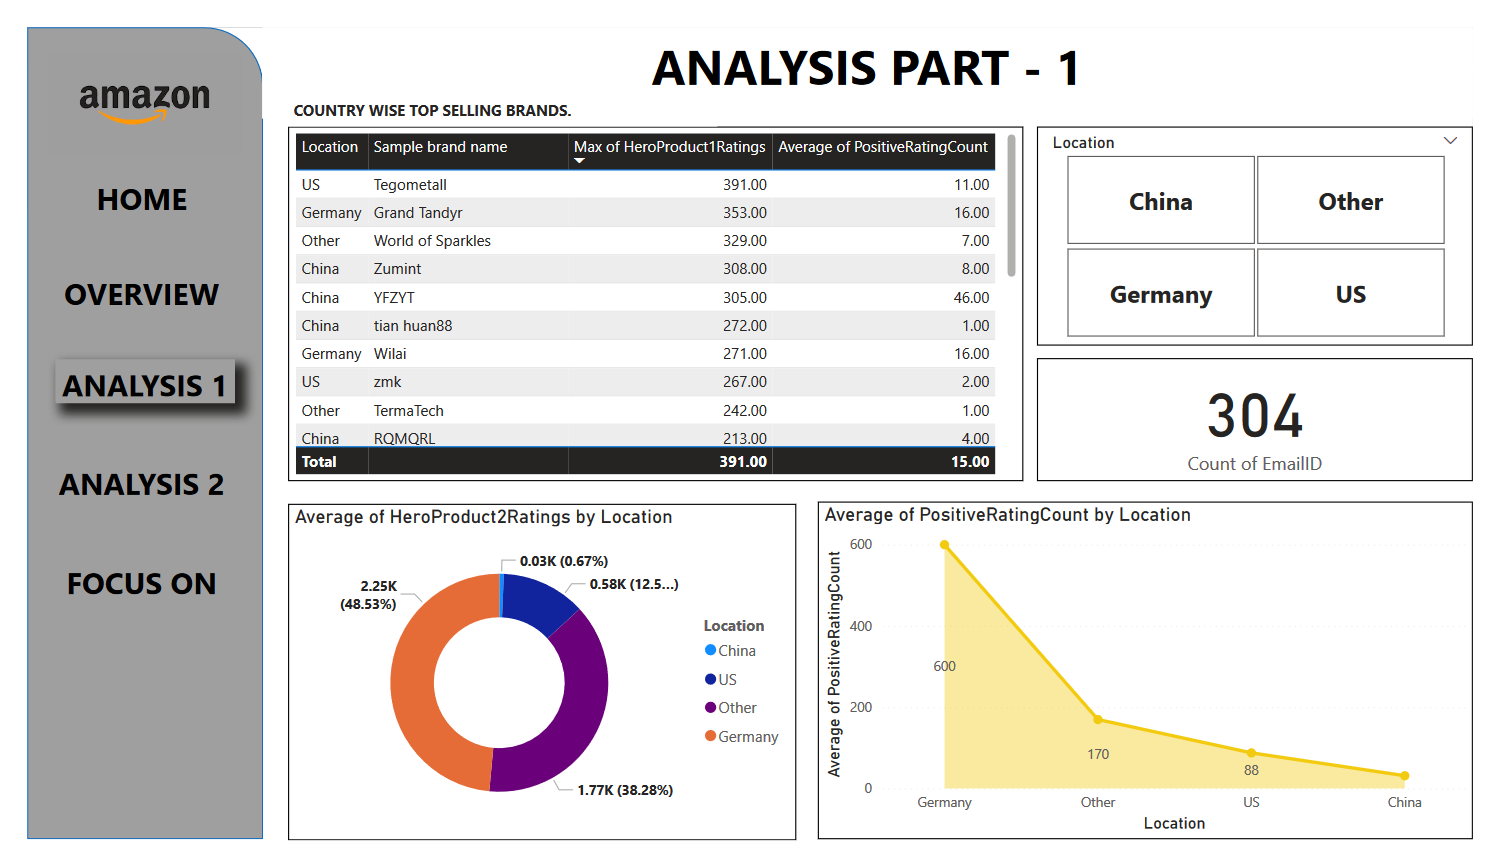 amazon
HOME
OVERVIEW
ANALYSIS 1
ANALYSIS 2
FOCUS ON
ANALYSIS PART - 1
COUNTRY WISE TOP SELLING BRANDS.
Location Sample brand name Max of HeroProduct1Ratings Average of PositiveRatingCount
US Tegometall 391.00 11.00
Germany Grand Tandyr 353.00 16.00
Other World of Sparkles 329.00 7.00
China Zumint 308.00 8.00
China YFZYT 305.00 46.00
China tian huan88 272.00 1.00
Germany Wilai 271.00 16.00
US zmk 267.00 2.00
Other TermaTech 242.00 1.00
China RQMQRL 213.00 4.00
Total 391.00 15.00
Location
China Other
Germany US
304
Count of EmailID
Average of HeroProduct2Ratings by Location
0.03K (0.67%)
0.58K (12.5...)
2.25K
(48.53%)
1.77K (38.28%)
Location
China
US
Other
Germany
Average of PositiveRatingCount by Location
Average of PositiveRatingCount
600
400
200
0
600
170
88
Germany Other US China
Location